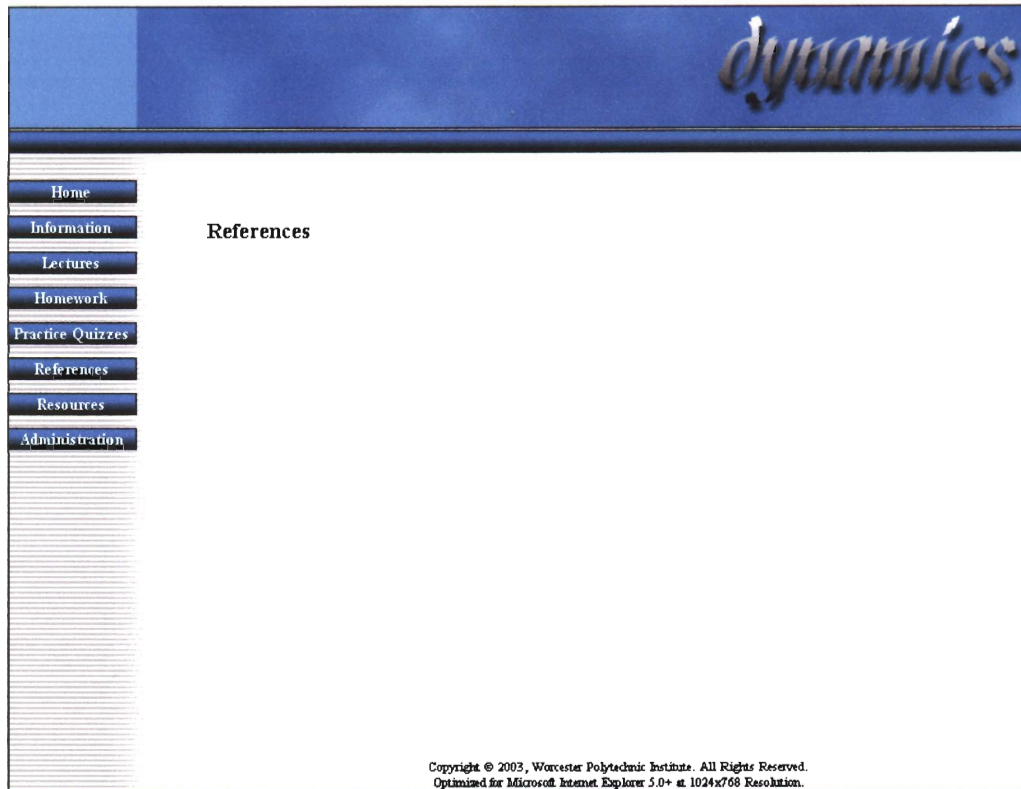 dynamics
Home
Information
Lectures
Homework
Practice Quizzes
References
Resources
Administration
References
Copyright © 2003, Worcester Polytechnic Institute. All Rights Reserved.
Optimized for Microsoft Internet Explorer 5.0+ at 1024x768 Resolution.